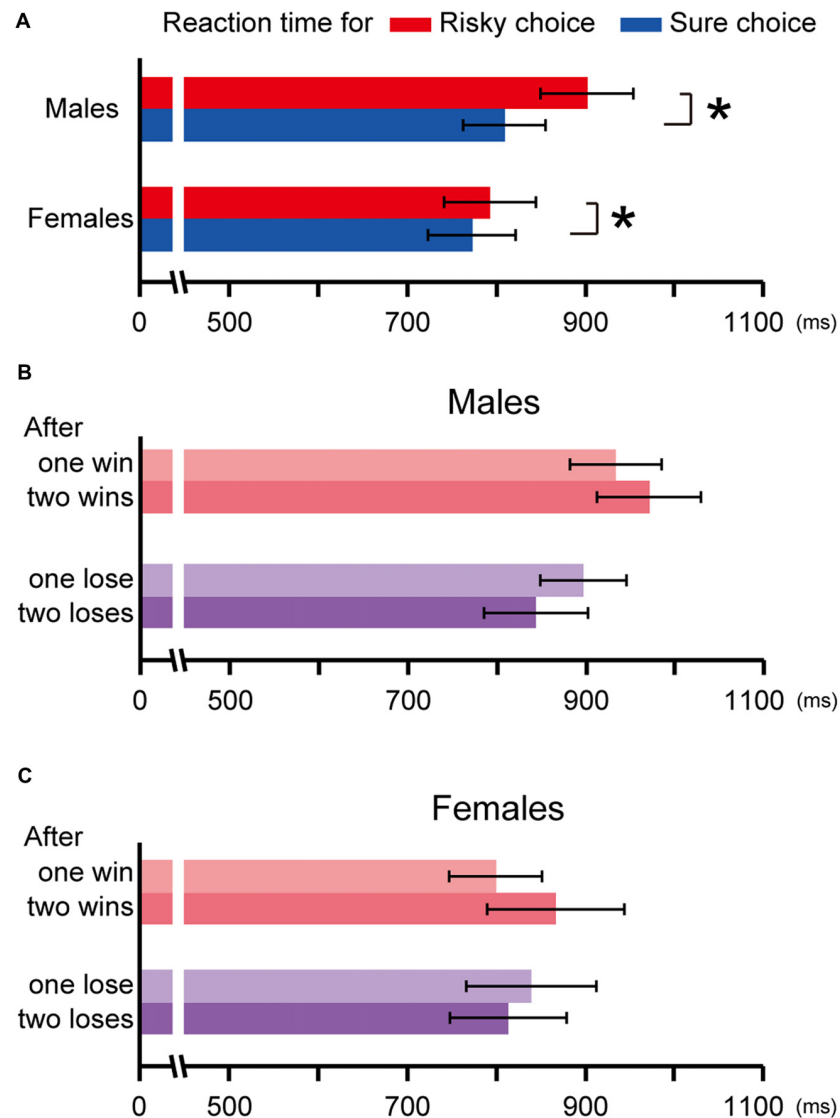 A
Reaction time for Risky choice Sure choice
Males
*
Females
*
0 500 700 900 1100 (ms)
B
Males
After
one win
two wins
one lose
two loses
0 500 700 900 1100 (ms)
C
Females
After
one win
two wins
one lose
two loses
0 500 700 900 1100 (ms)